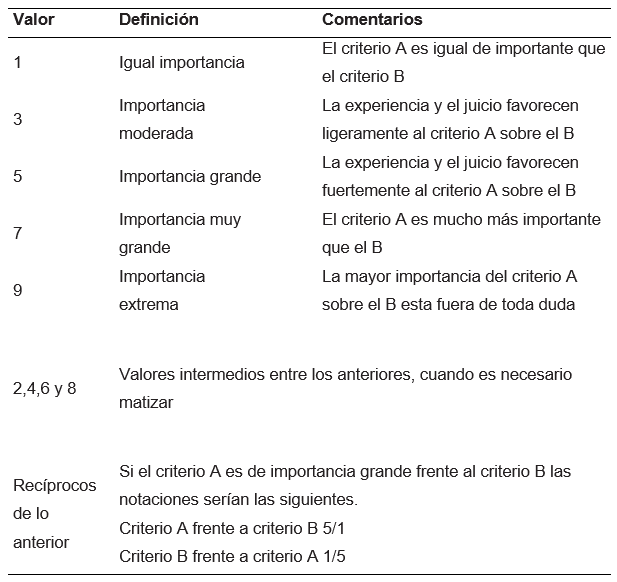 Valor Definición Comentarios
1 Igual importancia El criterio A es igual de importante que
el criterio B
3 Importancia La experiencia y el juicio favorecen
moderada ligeramente al criterio A sobre el B
5 Importancia grande La experiencia y el juicio favorecen
fuertemente al criterio A sobre el B
7 Importancia muy El criterio A es mucho más importante
grande que el B
9 Importancia La mayor importancia del criterio A
extrema sobre el B esta fuera de toda duda
2,4,6 y 8 Valores intermedios entre los anteriores, cuando es necesario
matizar
Recíprocos
de lo
anterior
Si el criterio A es de importancia grande frente al criterio B las
notaciones serían las siguientes.
Criterio A frente a criterio B 5/1
Criterio B frente a criterio A 1/5